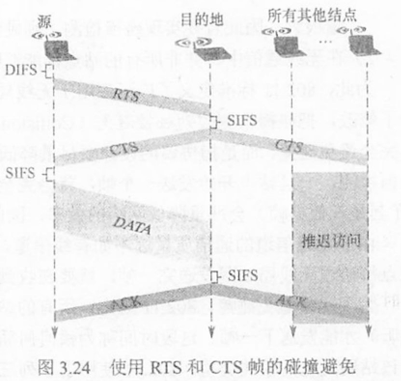 源
目的地
所有其他结点
...
DIFS
RTS
SIFS
CTS
CTS
SIFS
DATA
推迟访问
SIFS
ACK
ACK
图 3.24 使用 RTS 和 CTS 帧的碰撞避免